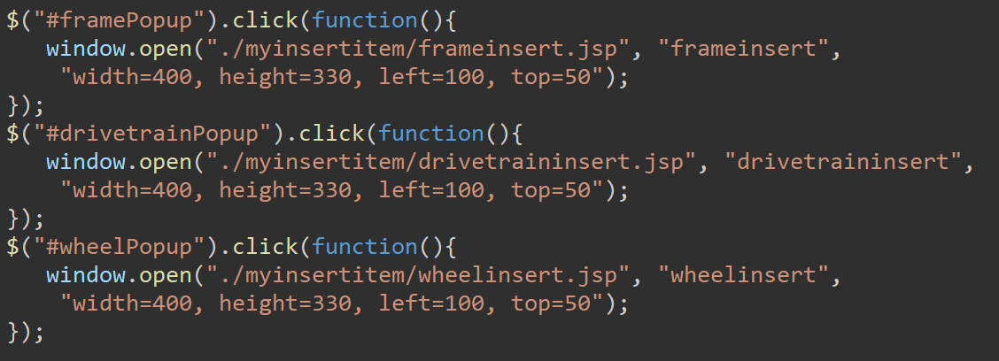 $("#framePopup").click(function(){
   window.open("./myinsertitem/frameinsert.jsp", "frameinsert",
    "width=400, height=330, left=100, top=50");
});
$("#drivetrainPopup").click(function(){
   window.open("./myinsertitem/drivetraininsert.jsp", "drivetraininsert",
    "width=400, height=330, left=100, top=50");
});
$("#wheelPopup").click(function(){
   window.open("./myinsertitem/wheelinsert.jsp", "wheelinsert",
    "width=400, height=330, left=100, top=50");
});